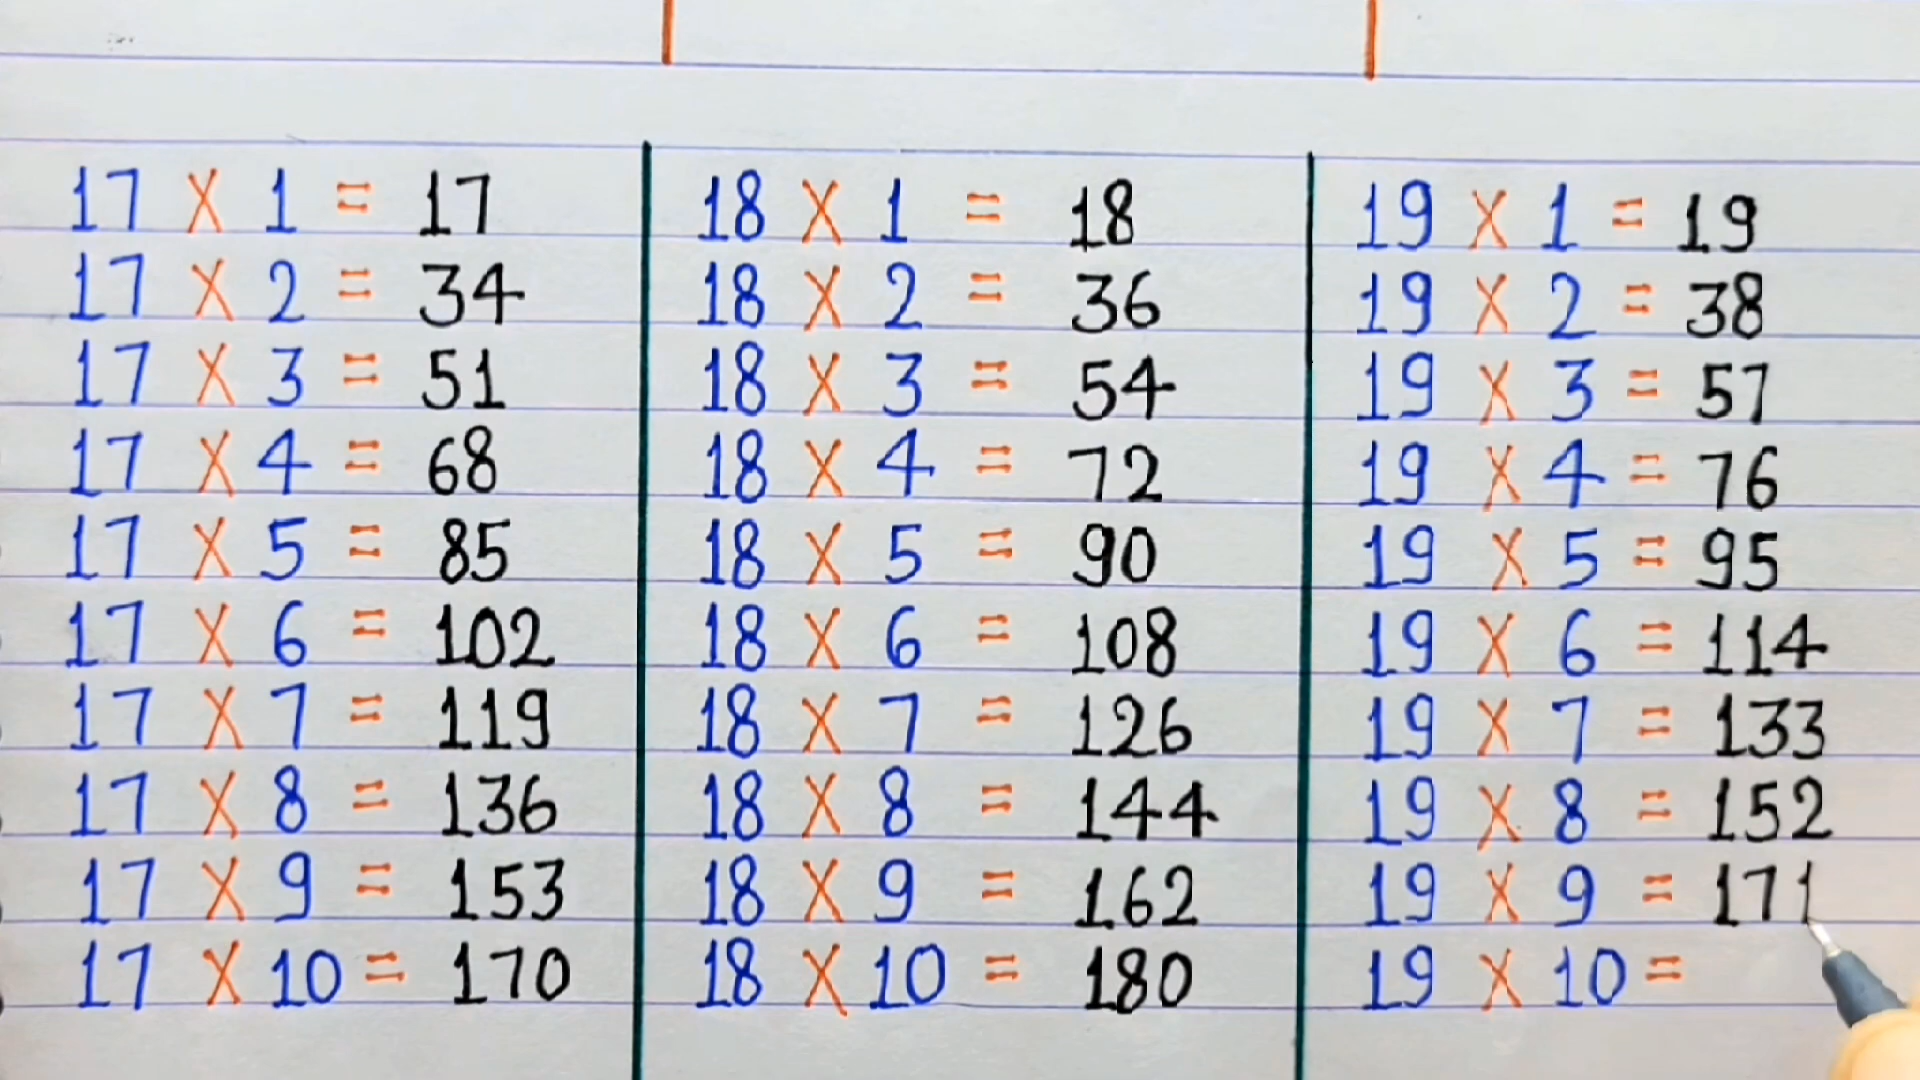 17 X 1 = 17
17 X 2 = 34
17 X 3 = 51
17 X 4 = 68
17 X 5 = 85
17 X 6 = 102
17 X 7 = 119
17 X 8 = 136
17 X 9 = 153
17 X 10 = 170
18 X 1 = 18
18 X 2 = 36
18 X 3 = 54
18 X 4 = 72
18 X 5 = 90
18 X 6 = 108
18 X 7 = 126
18 X 8 = 144
18 X 9 = 162
18 X 10 = 180
19 X 1 = 19
19 X 2 = 38
19 X 3 = 57
19 X 4 = 76
19 X 5 = 95
19 X 6 = 114
19 X 7 = 133
19 X 8 = 152
19 X 9 = 171
19 X 10 =